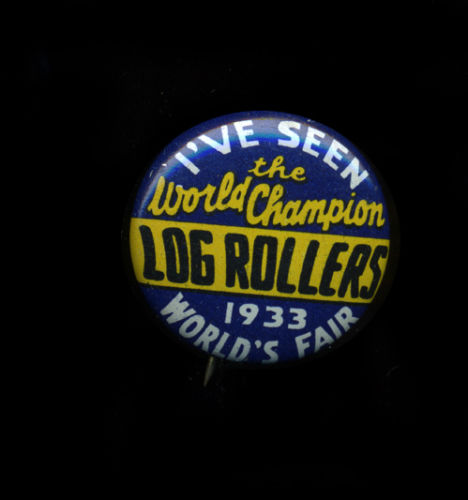 I'VE SEEN
the
World Champion
LOG ROLLERS
1933
WORLD'S FAIR